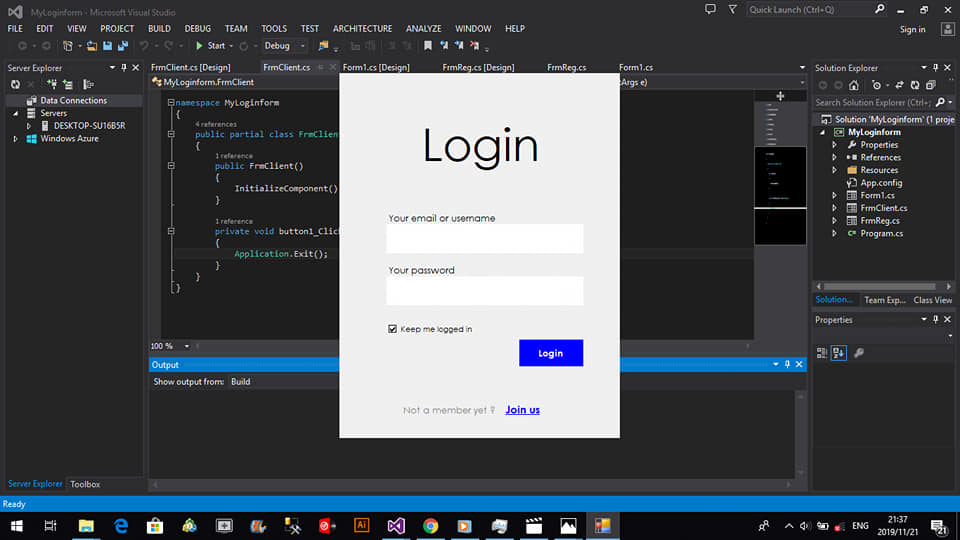 MyLoginform - Microsoft Visual Studio
Quick Launch (Ctrl+Q)
FILE EDIT VIEW PROJECT BUILD DEBUG TEAM TOOLS TEST ARCHITECTURE ANALYZE WINDOW HELP
Sign in
Start Debug
Server Explorer
Data Connections
Servers
DESKTOP-SU16B5R
Windows Azure
Server Explorer Toolbox
FrmClient.cs [Design] FrmClient.cs Form1.cs [Design] FrmReg.cs [Design] FrmReg.cs Form1.cs
MyLoginform.FrmClient
tArgs e)
namespace MyLoginform
{
4 references
public partial class FrmClient
{
1 reference
public FrmClient()
{
InitializeComponent()
}
1 reference
private void button1_Clic
{
Application.Exit();
}
}
}
100 %
Output
Show output from: Build
Login
Your email or username
Your password
Keep me logged in
Login
Not a member yet ? Join us
Solution Explorer
Search Solution Explorer (Ctrl+;
Solution 'MyLoginform' (1 proje
MyLoginform
Properties
References
Resources
App.config
Form1.cs
FrmClient.cs
FrmReg.cs
Program.cs
Solution... Team Exp... Class View
Properties
Ready
ENG
21:37
2019/11/21
21